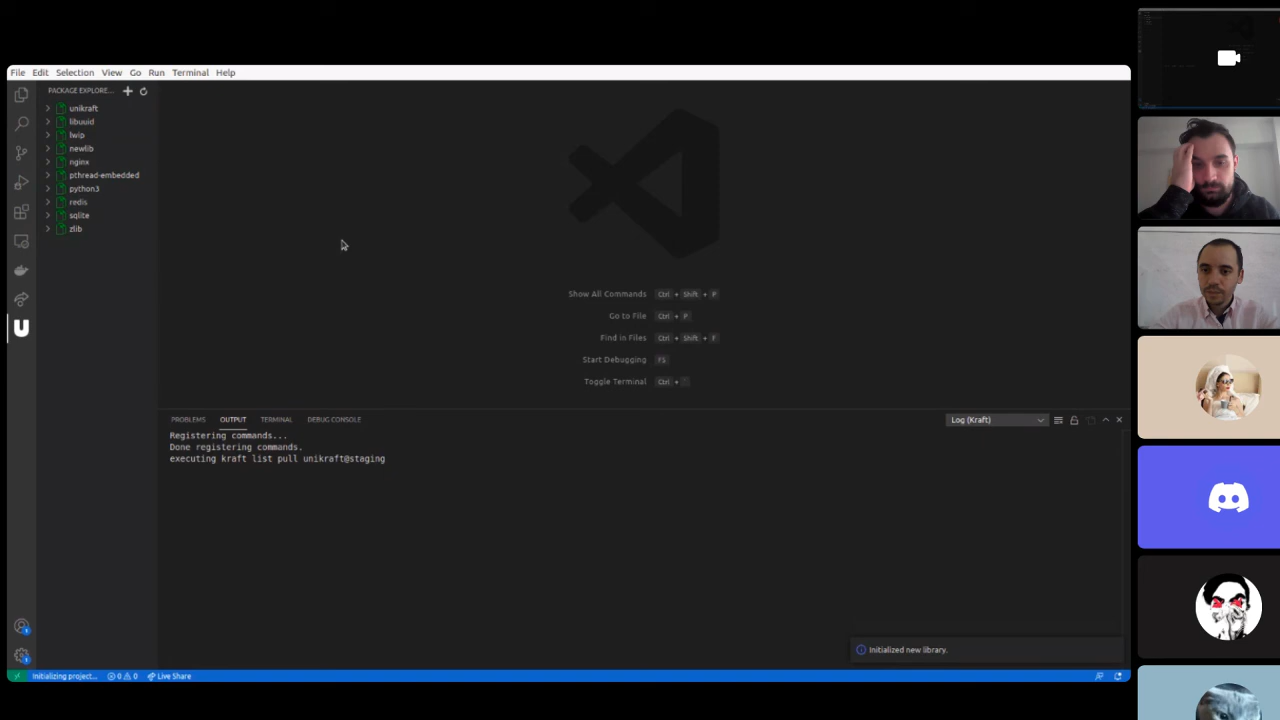 File Edit Selection View Go Run Terminal Help
PACKAGE EXPLORE...
unikraft
libuuid
lwip
newlib
nginx
pthread-embedded
python3
redis
sqlite
zlib
Show All Commands Ctrl + Shift + P
Go to File Ctrl + P
Find in Files Ctrl + Shift + F
Start Debugging F5
Toggle Terminal Ctrl + `
PROBLEMS OUTPUT TERMINAL DEBUG CONSOLE Log (Kraft)
Registering commands...
Done registering commands.
executing kraft list pull unikraft@staging
Initialized new library.
Initializing project... 0 0 Live Share